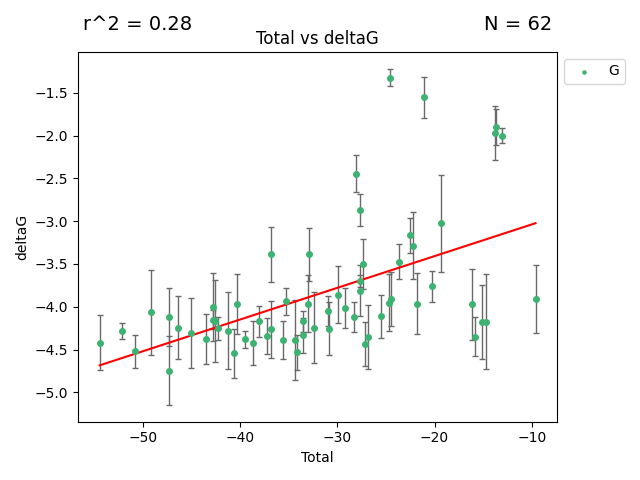 r^2 = 0.28
N = 62
Total vs deltaG
G
−1.5
−2.0
−2.5
−3.0
−3.5
−4.0
−4.5
−5.0
deltaG
−50
−40
−30
−20
−10
Total